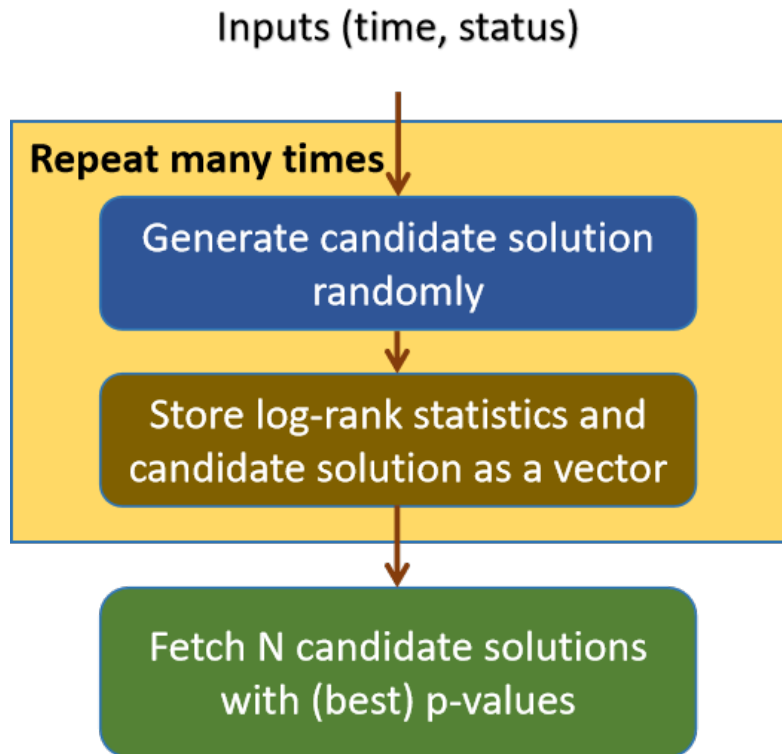 Inputs (time, status)
Repeat many times
Generate candidate solution
randomly
Store log-rank statistics and
candidate solution as a vector
Fetch N candidate solutions
with (best) p-values